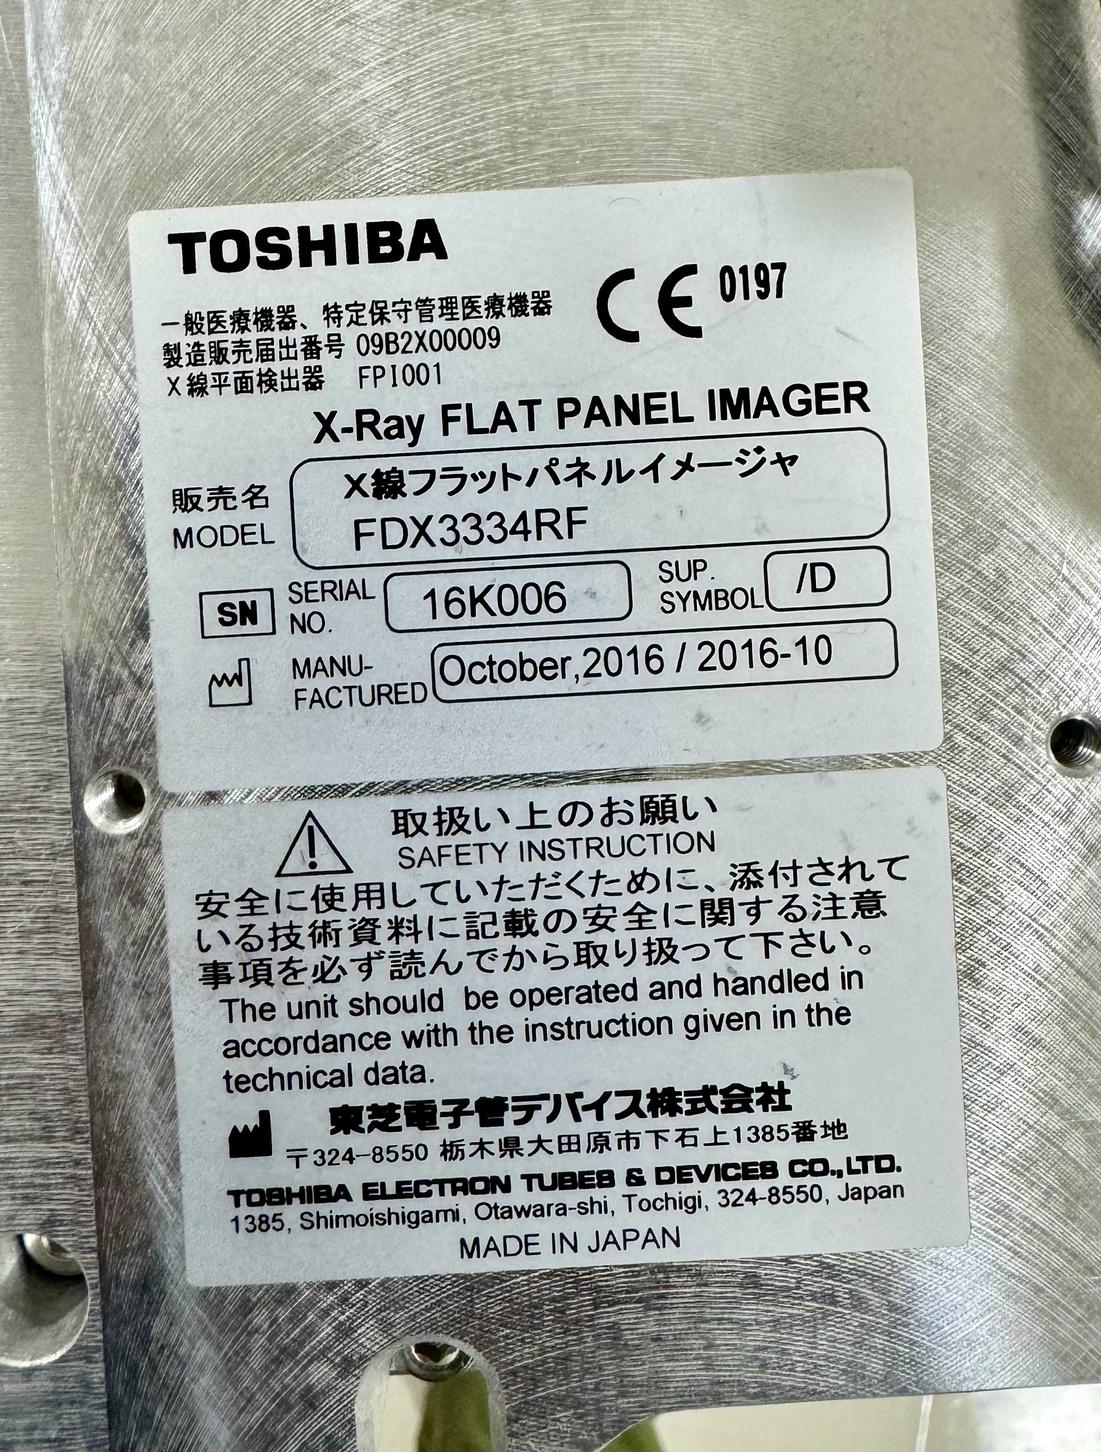 TOSHIBA
一般医療機器、特定保守管理医療機器
製造販売届出番号 09B2X00009
X線平面検出器 FPI001
CE 0197
X-Ray FLAT PANEL IMAGER
販売名
MODEL
X線フラットパネルイメージャ
FDX3334RF
SN
SERIAL
NO.
16K006
SUP.
SYMBOL
/D
MANU-
FACTURED
October,2016 / 2016-10
取扱い上のお願い
SAFETY INSTRUCTION
安全に使用していただくために、添付されて
いる技術資料に記載の安全に関する注意
事項を必ず読んでから取り扱って下さい。
The unit should be operated and handled in
accordance with the instruction given in the
technical data.
東芝電子管デバイス株式会社
〒324-8550 栃木県大田原市下石上1385番地
TOSHIBA ELECTRON TUBES & DEVICES CO.,LTD.
1385, Shimoishigami, Otawara-shi, Tochigi, 324-8550, Japan
MADE IN JAPAN